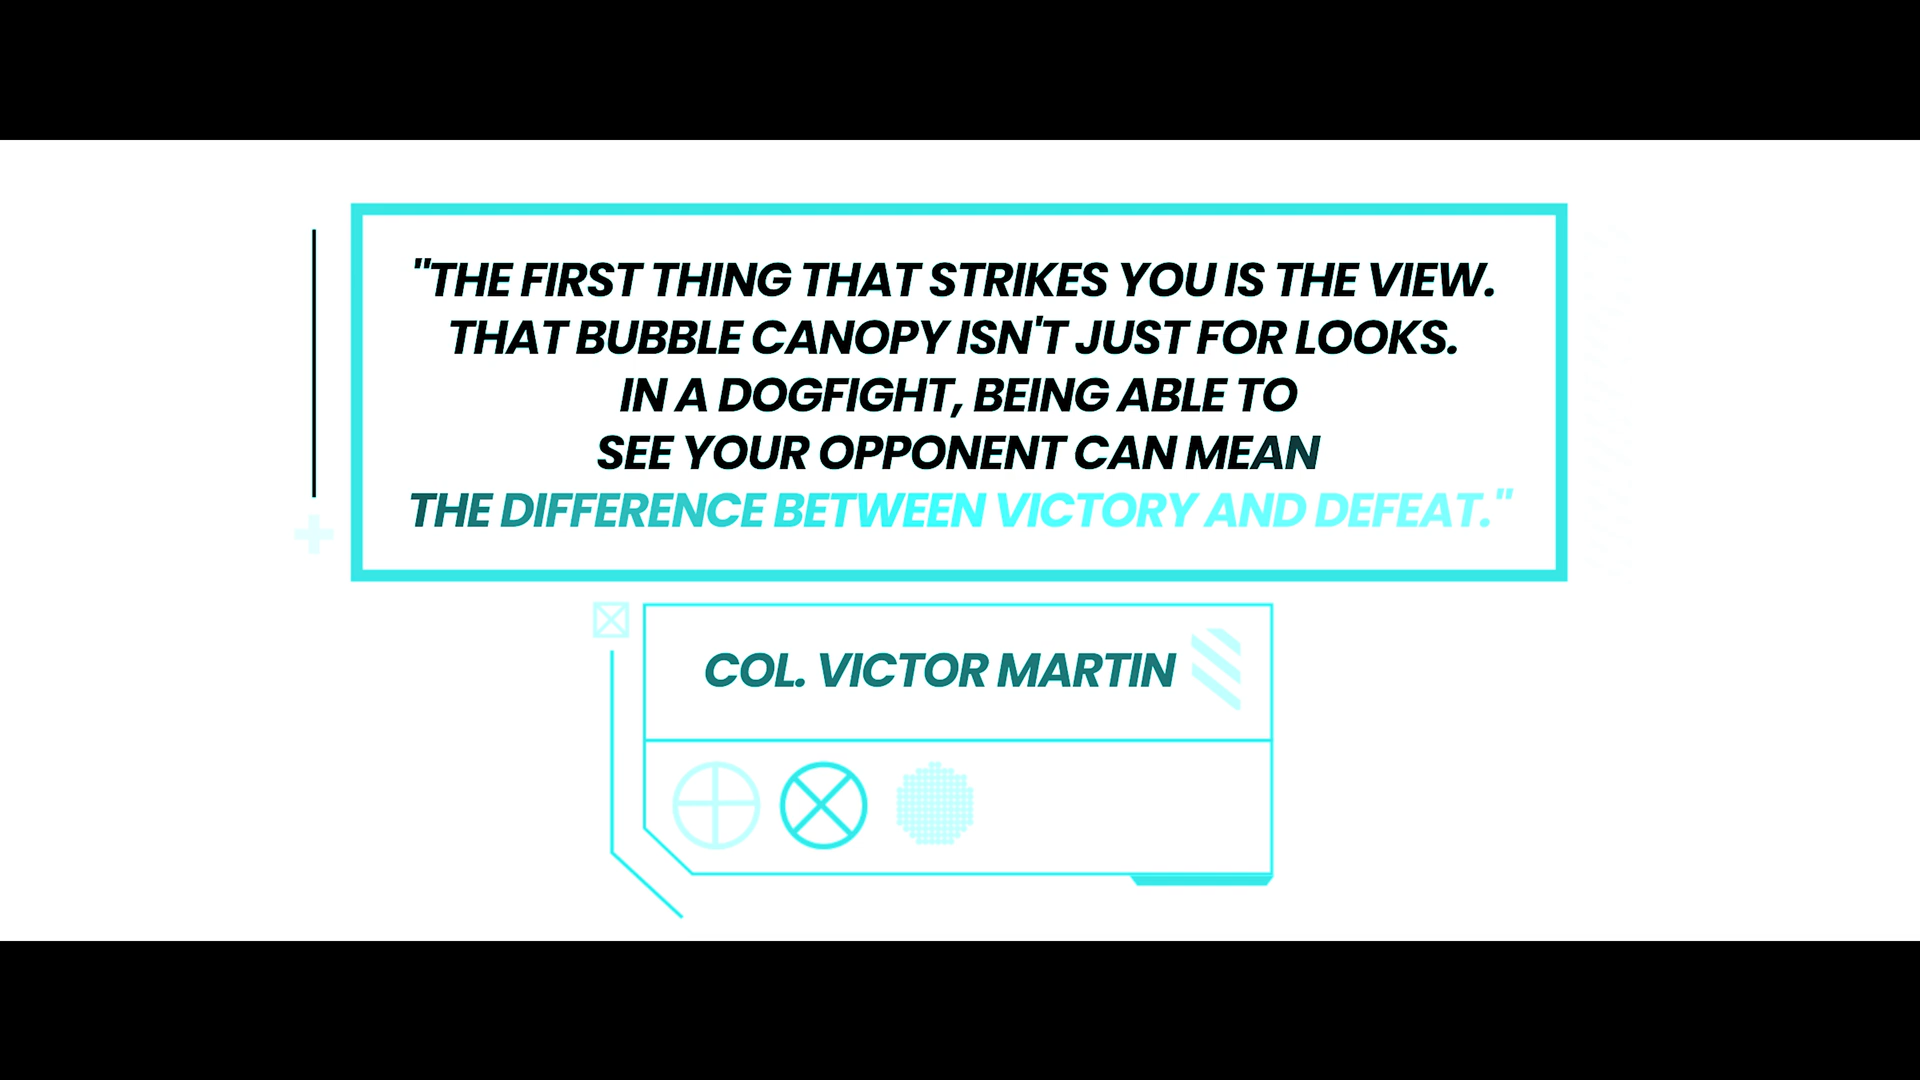 "THE FIRST THING THAT STRIKES YOU IS THE VIEW.
THAT BUBBLE CANOPY ISN'T JUST FOR LOOKS.
IN A DOGFIGHT, BEING ABLE TO
SEE YOUR OPPONENT CAN MEAN
THE DIFFERENCE BETWEEN VICTORY AND DEFEAT."
COL. VICTOR MARTIN